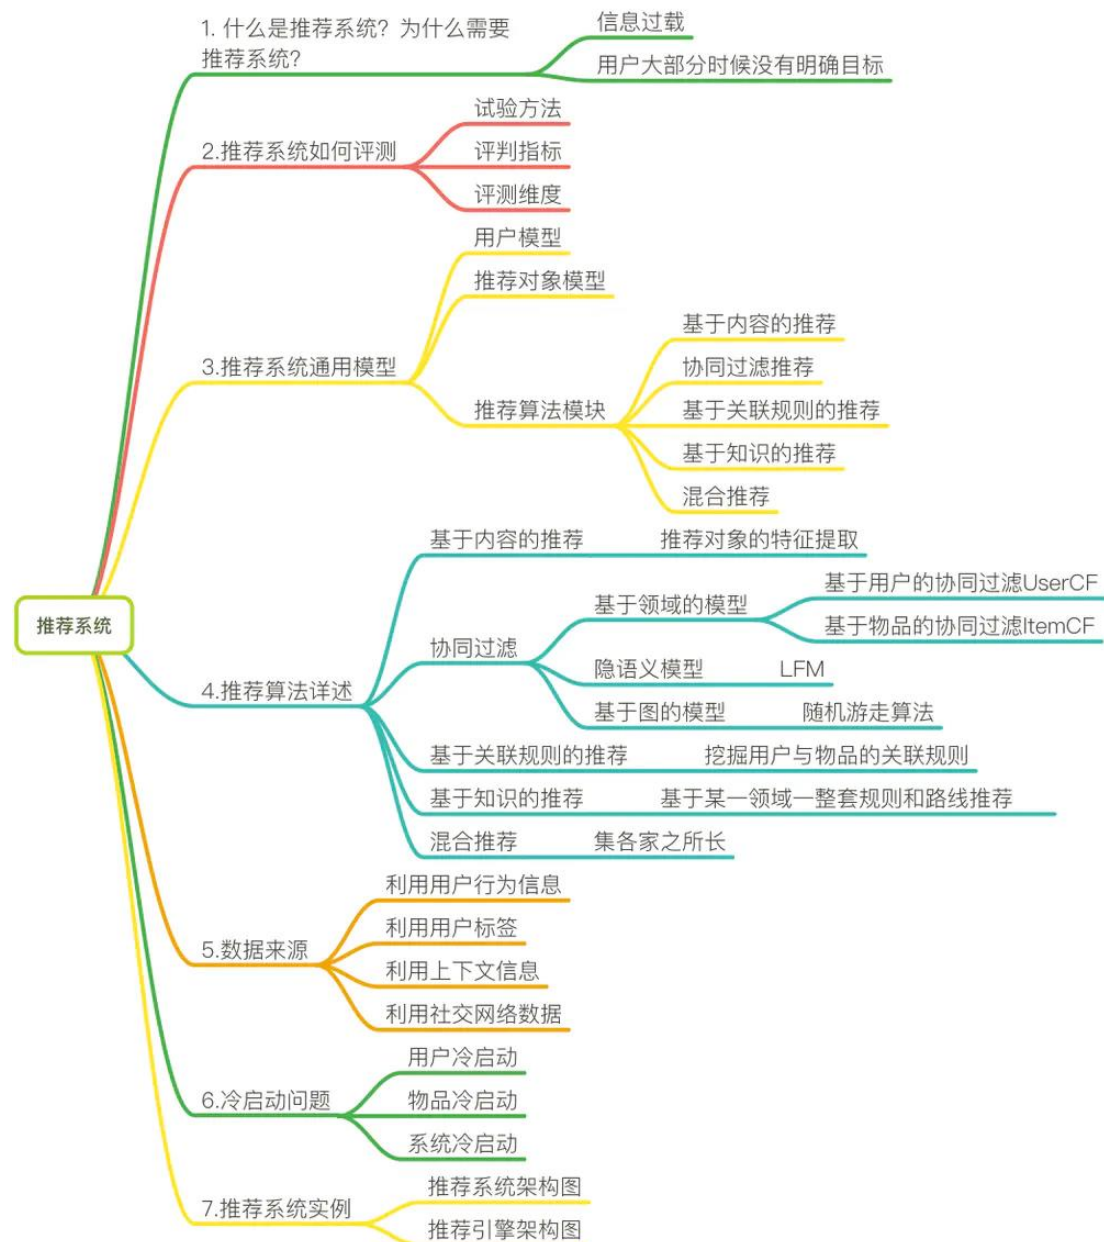 1. 什么是推荐系统？为什么需要
推荐系统？
信息过载
用户大部分时候没有明确目标
2.推荐系统如何评测
试验方法
评判指标
评测维度
3.推荐系统通用模型
用户模型
推荐对象模型
推荐算法模块
基于内容的推荐
协同过滤推荐
基于关联规则的推荐
基于知识的推荐
混合推荐
推荐系统
4.推荐算法详述
基于内容的推荐
推荐对象的特征提取
协同过滤
基于领域的模型
基于用户的协同过滤UserCF
基于物品的协同过滤ItemCF
隐语义模型
LFM
基于图的模型
随机游走算法
基于关联规则的推荐
挖掘用户与物品的关联规则
基于知识的推荐
基于某一领域一整套规则和路线推荐
混合推荐
集各家之所长
5.数据来源
利用用户行为信息
利用用户标签
利用上下文信息
利用社交网络数据
6.冷启动问题
用户冷启动
物品冷启动
系统冷启动
7.推荐系统实例
推荐系统架构图
推荐引擎架构图